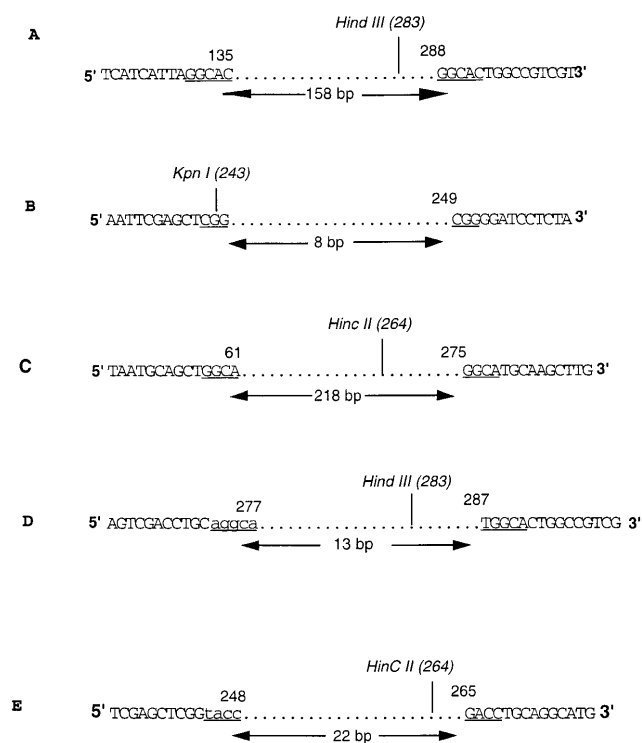 A
Hind III (283)
135 288
5' TCATCATTAGGCAC.......................GGCACTGGCCGTCGT3'
158 bp
Kpn I (243)
B
249
5' AATTCGAGCTCGG.........................CGGGGATCCTCTA 3'
8 bp
Hinc II (264)
C
61 275
5' TAATGCAGCTGGCA.........................GGCATGCAAGCTTG 3'
218 bp
Hind III (283)
D
277 287
5' AGTCGACCTGCaggca.........................TGGCACTGGCCGTCG 3'
13 bp
HinC II (264)
E
248 265
5' TCGAGCTCGGtacc.........................GACCTGCAGGCATG 3'
22 bp